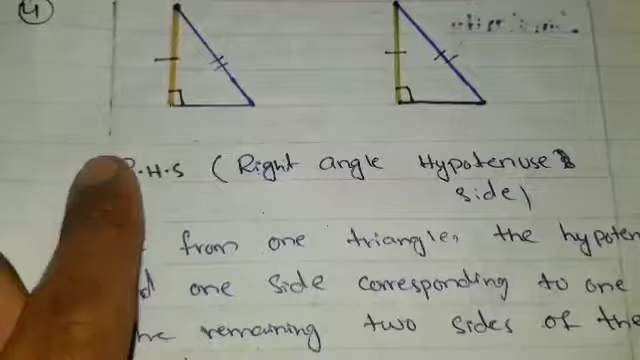 4
R.H.S (Right angle Hypotenuse
side)
from one triangle, the hypoten
d one side corresponding to one
he remaining two sides of the